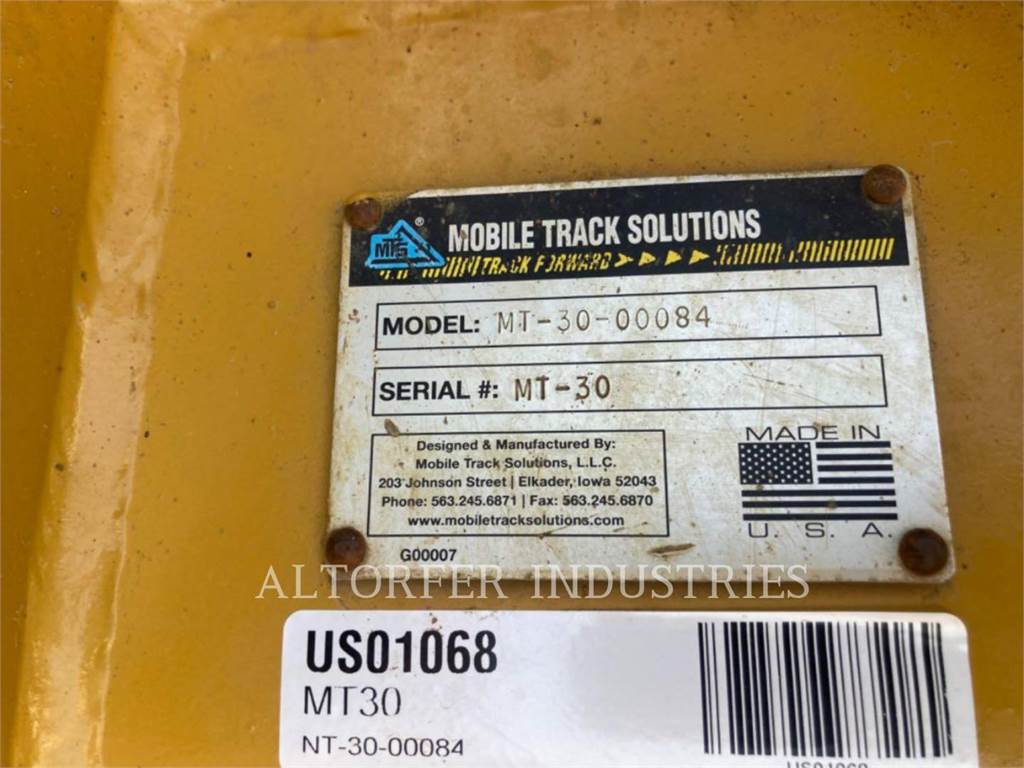 MTS ®
MOBILE TRACK SOLUTIONS
TRACK FORWARD
MODEL: MT-30-00084
SERIAL #: MT-30
Designed & Manufactured By:
Mobile Track Solutions, L.L.C.
203 Johnson Street | Elkader, Iowa 52043
Phone: 563.245.6871 | Fax: 563.245.6870
www.mobiletracksolutions.com
G00007
MADE IN
U. S. A.
ALTORFER INDUSTRIES
US01068
MT30
NT-30-00084
US01068